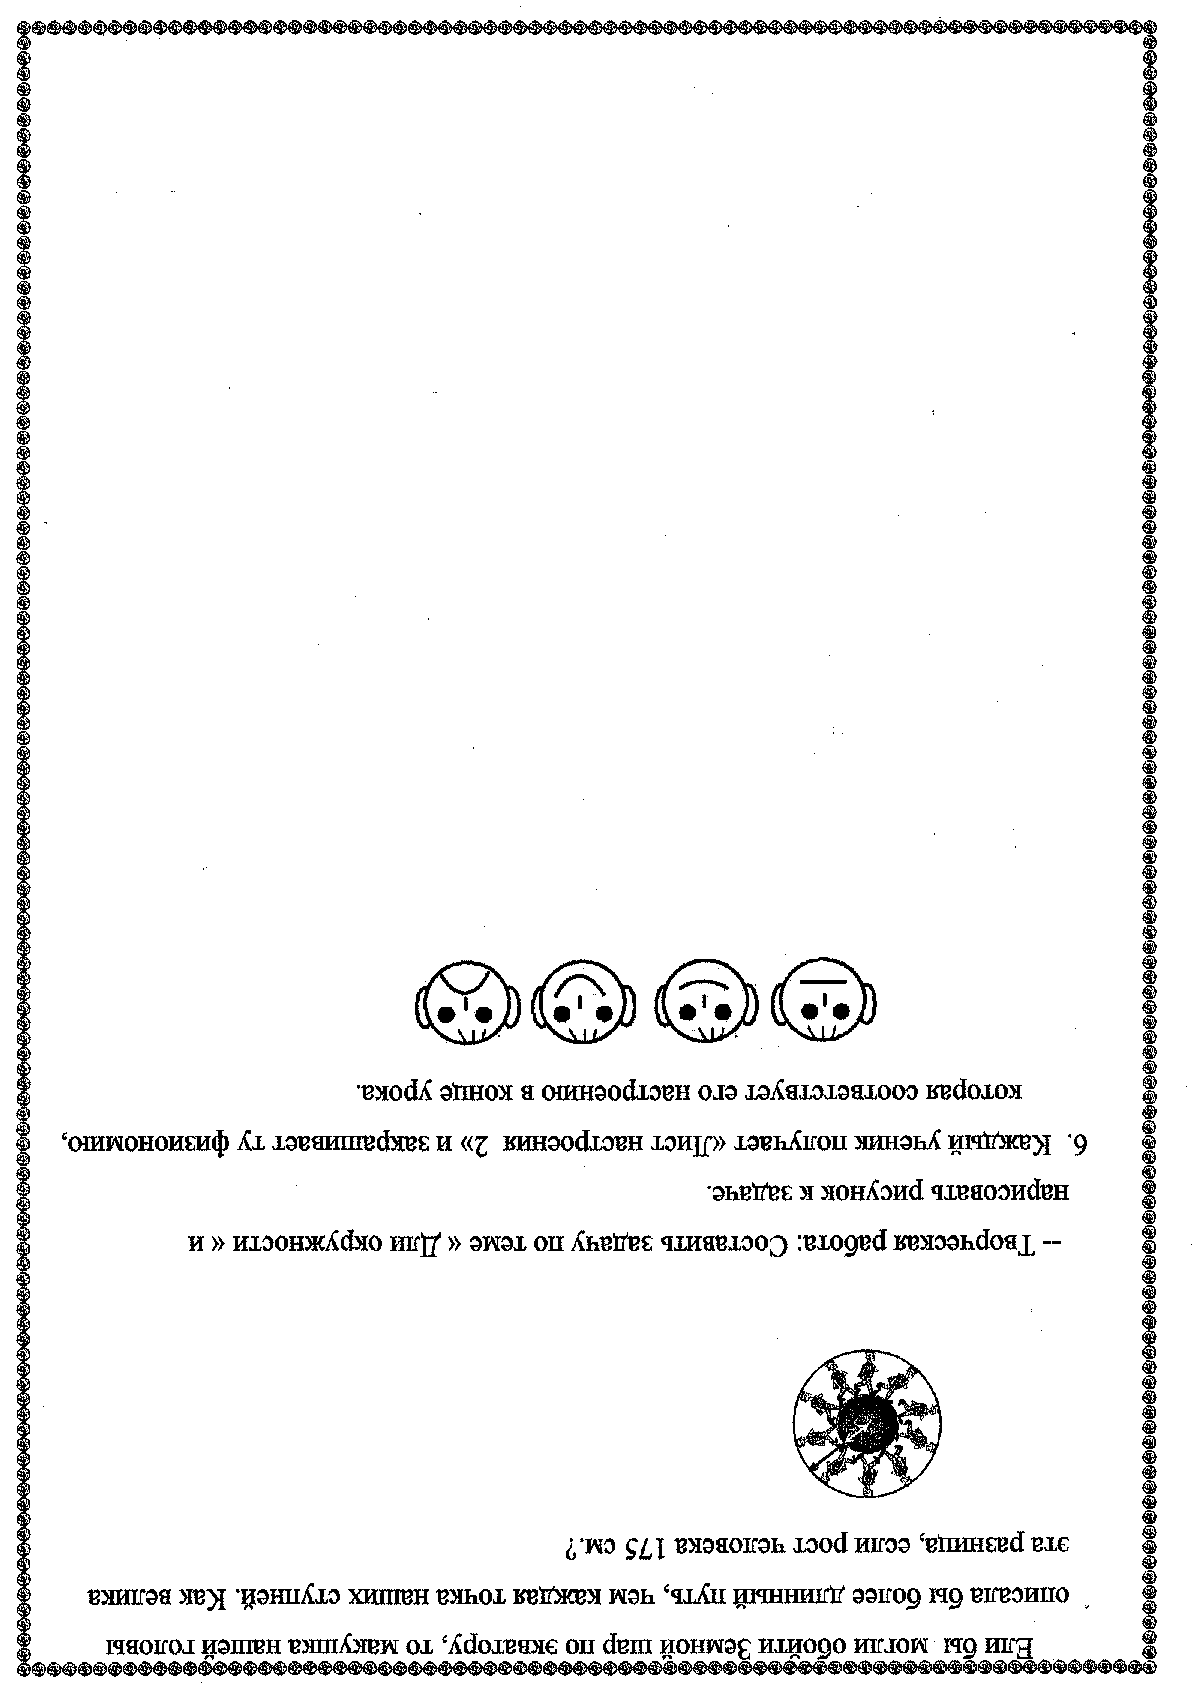 Ели бы могли обойти Земной шар по экватору, то макушка нашей головы
описала бы более длинный путь, чем каждая точка наших ступней. Как велика
эта разница, если рост человека 175 см.?
-- Творческая работа: Составить задачу по теме « Дли окружности « и
нарисовать рисунок к задаче.
6. Каждый ученик получает «Лист настроения 2» и закрашивает ту физиономию,
которая соответствует его настроению в конце урока.